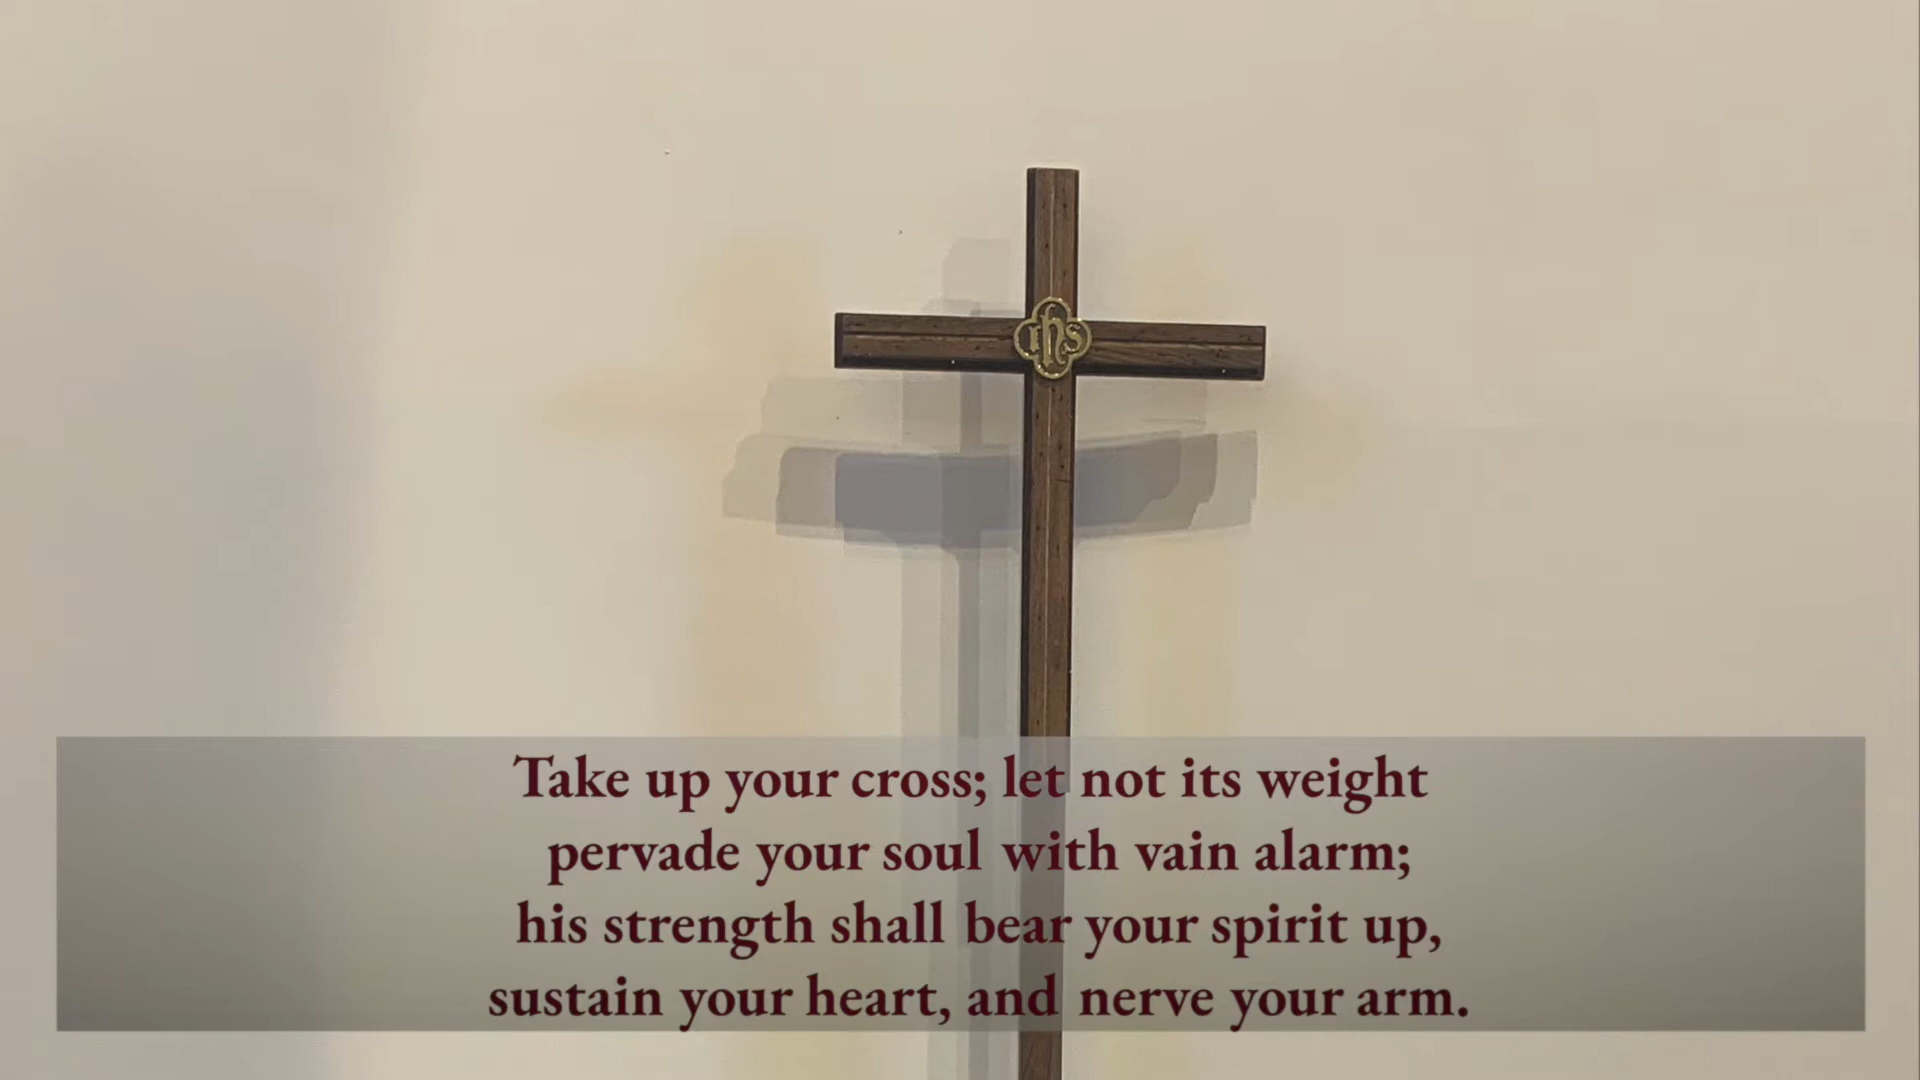 ihs
Take up your cross; let not its weight
pervade your soul with vain alarm;
his strength shall bear your spirit up,
sustain your heart, and nerve your arm.